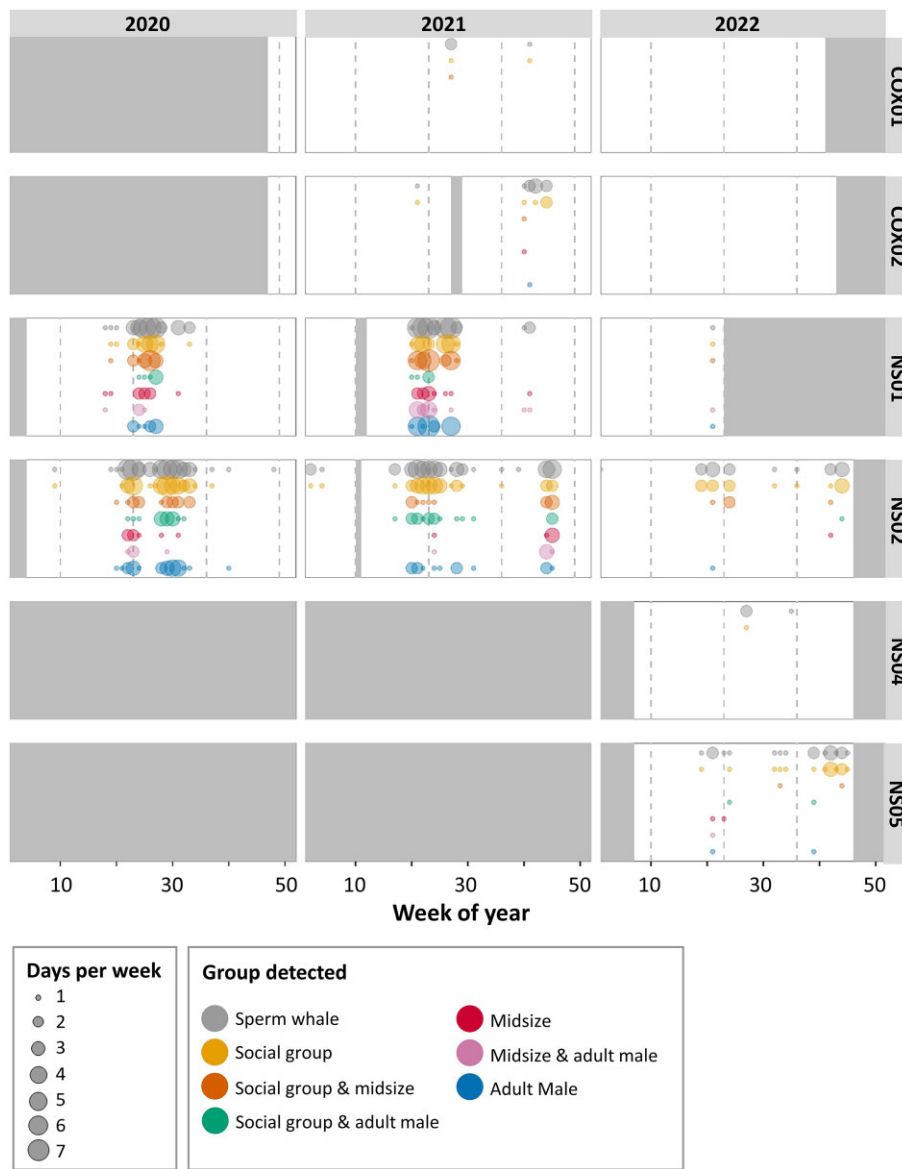 2020 2021 2022
COX01
COX02
NS01
NS02
NS04
NS05
10 30 50 10 30 50 10 30 50
Week of year
Days per week
1
2
3
4
5
6
7
Group detected
Sperm whale
Social group
Social group & midsize
Social group & adult male
Midsize
Midsize & adult male
Adult Male